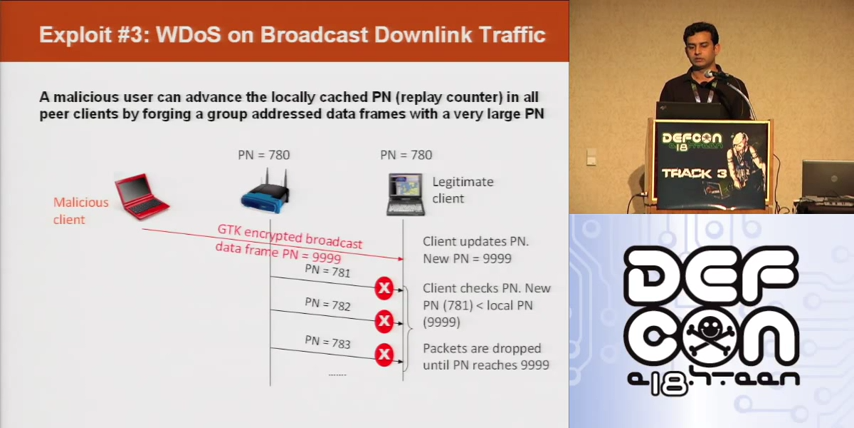 Exploit #3: WDoS on Broadcast Downlink Traffic
A malicious user can advance the locally cached PN (replay counter) in all
peer clients by forging a group addressed data frames with a very large PN
PN = 780
PN = 780
Malicious
client
Legitimate
client
GTK encrypted broadcast
data frame PN = 9999
Client updates PN.
New PN = 9999
PN = 781
X
Client checks PN. New
PN (781) < local PN
(9999)
PN = 782
X
PN = 783
X
Packets are dropped
until PN reaches 9999
.......
DEFCON
18
TRACK 3
DEF
CON
e18hteen